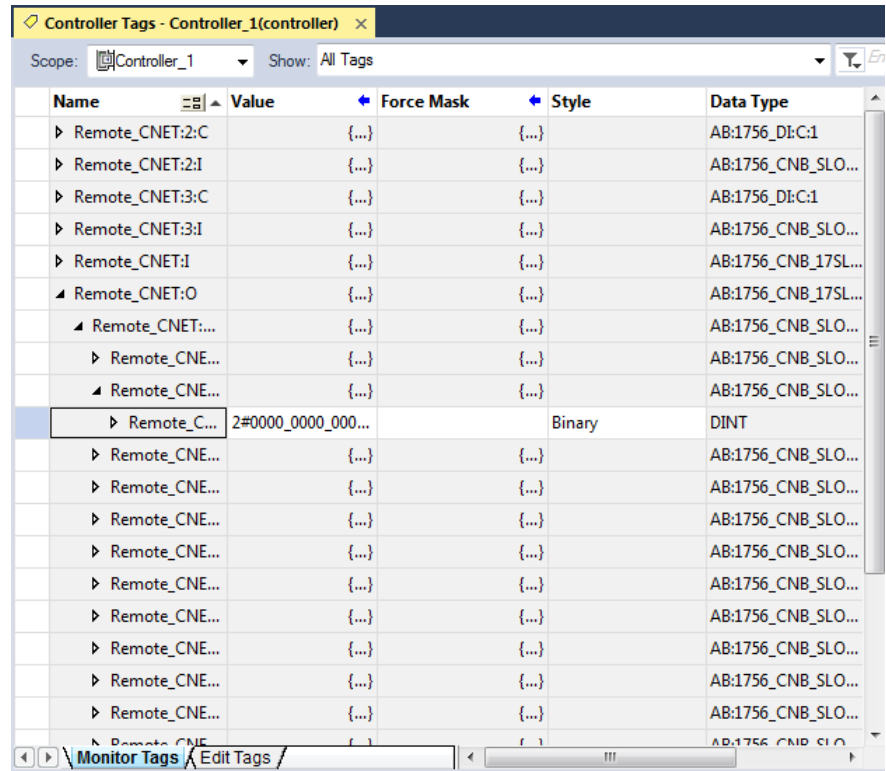 Controller Tags - Controller_1(controller) ×
Scope: Controller_1 Show: All Tags
Name Value Force Mask Style Data Type
Remote_CNET:2:C {...} {...} AB:1756_DI:C:1
Remote_CNET:2:I {...} {...} AB:1756_CNB_SLO...
Remote_CNET:3:C {...} {...} AB:1756_DI:C:1
Remote_CNET:3:I {...} {...} AB:1756_CNB_SLO...
Remote_CNET:I {...} {...} AB:1756_CNB_17SL...
Remote_CNET:O {...} {...} AB:1756_CNB_17SL...
Remote_CNET:... {...} {...} AB:1756_CNB_SLO...
Remote_CNE... {...} {...} AB:1756_CNB_SLO...
Remote_CNE... {...} {...} AB:1756_CNB_SLO...
Remote_C... 2#0000_0000_000... Binary DINT
Remote_CNE... {...} {...} AB:1756_CNB_SLO...
Remote_CNE... {...} {...} AB:1756_CNB_SLO...
Remote_CNE... {...} {...} AB:1756_CNB_SLO...
Remote_CNE... {...} {...} AB:1756_CNB_SLO...
Remote_CNE... {...} {...} AB:1756_CNB_SLO...
Remote_CNE... {...} {...} AB:1756_CNB_SLO...
Remote_CNE... {...} {...} AB:1756_CNB_SLO...
Remote_CNE... {...} {...} AB:1756_CNB_SLO...
Remote_CNE... {...} {...} AB:1756_CNB_SLO...
Monitor Tags Edit Tags